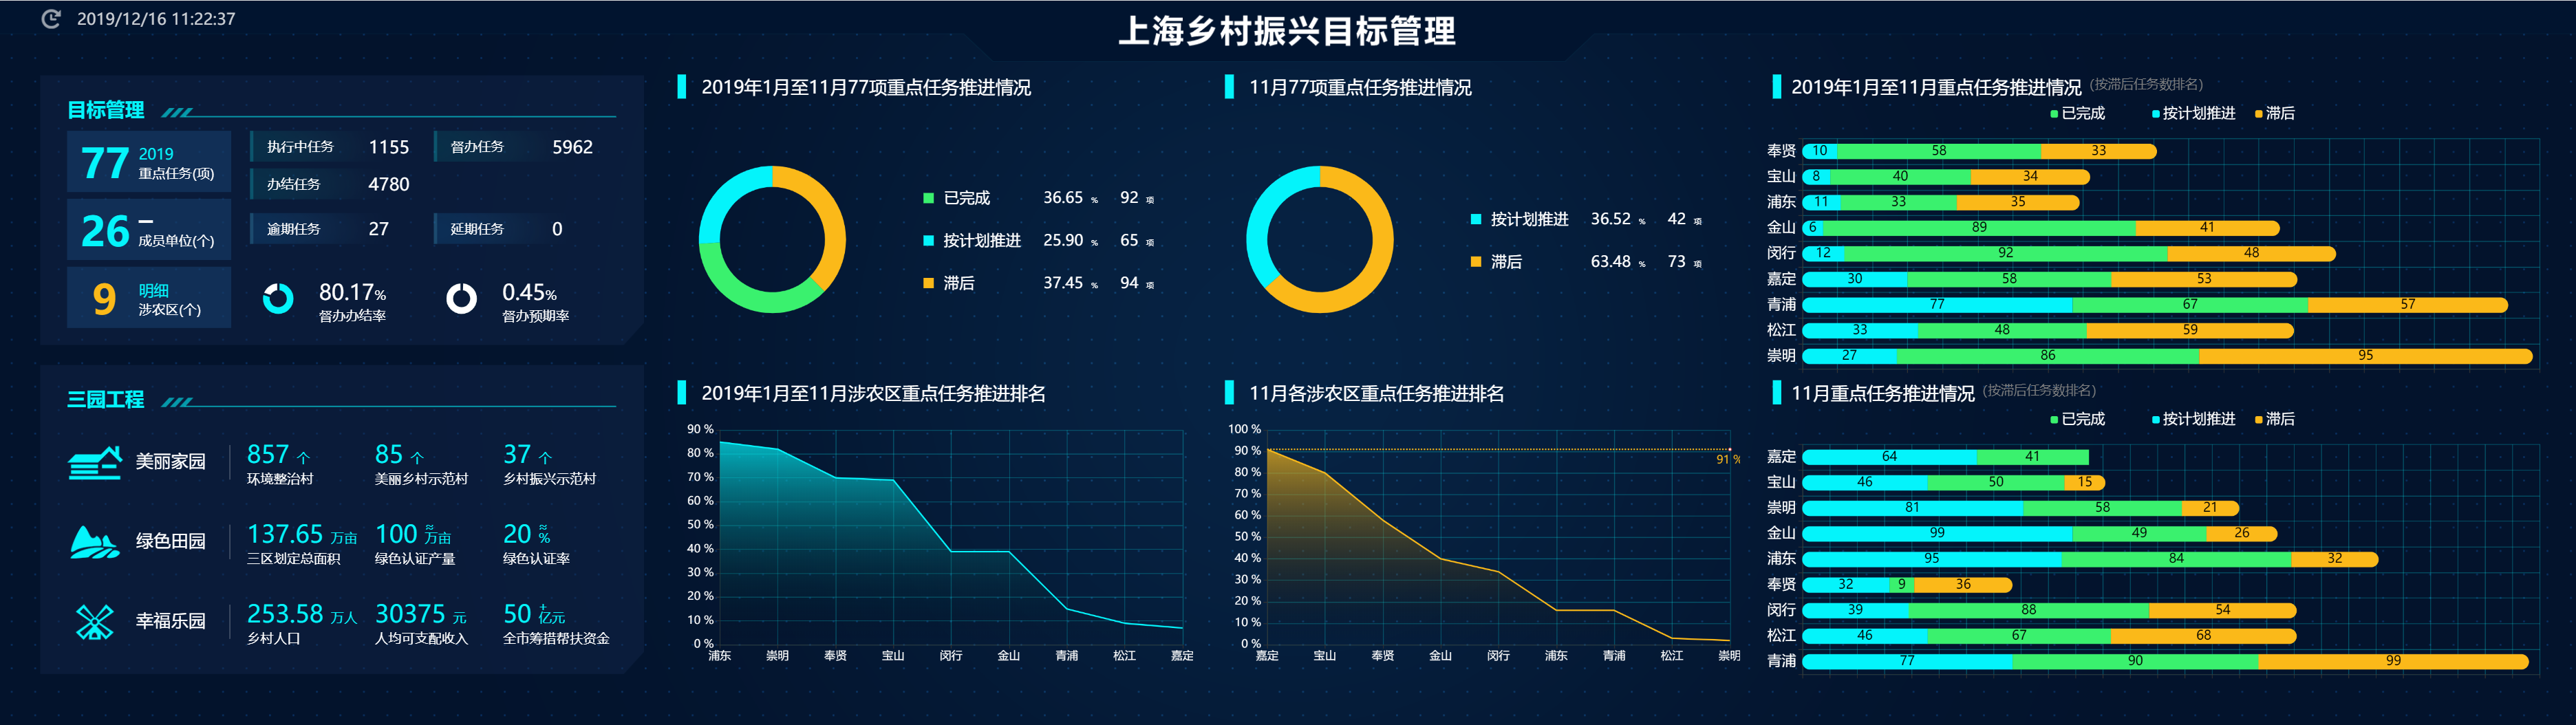 2019/12/16 11:22:37
上海乡村振兴目标管理
目标管理
77 2019 重点任务(项)
执行中任务 1155 督办任务 5962
办结任务 4780
26 成员单位(个)
逾期任务 27 延期任务 0
9 明细 涉农区(个)
80.17% 督办办结率
0.45% 督办预期率
三园工程
美丽家园
857 个 环境整治村
85 个 美丽乡村示范村
37 个 乡村振兴示范村
绿色田园
137.65 万亩 三区划定总面积
100 ≈ 万亩 绿色认证产量
20 ≈ % 绿色认证率
幸福乐园
253.58 万人 乡村人口
30375 元 人均可支配收入
50 + 亿元 全市筹措帮扶资金
2019年1月至11月77项重点任务推进情况
已完成 36.65 % 92 项
按计划推进 25.90 % 65 项
滞后 37.45 % 94 项
11月77项重点任务推进情况
按计划推进 36.52 % 42 项
滞后 63.48 % 73 项
2019年1月至11月涉农区重点任务推进排名
90 %
80 %
70 %
60 %
50 %
40 %
30 %
20 %
10 %
0 %
浦东 崇明 奉贤 宝山 闵行 金山 青浦 松江 嘉定
11月各涉农区重点任务推进排名
100 %
90 %
80 %
70 %
60 %
50 %
40 %
30 %
20 %
10 %
0 %
91 %
嘉定 宝山 奉贤 金山 闵行 浦东 青浦 松江 崇明
2019年1月至11月重点任务推进情况 (按滞后任务数排名)
已完成 按计划推进 滞后
奉贤 10 58 33
宝山 8 40 34
浦东 11 33 35
金山 6 89 41
闵行 12 92 48
嘉定 30 58 53
青浦 77 67 57
松江 33 48 59
崇明 27 86 95
11月重点任务推进情况 (按滞后任务数排名)
已完成 按计划推进 滞后
嘉定 64 41
宝山 46 50 15
崇明 81 58 21
金山 99 49 26
浦东 95 84 32
奉贤 32 9 36
闵行 39 88 54
松江 46 67 68
青浦 77 90 99